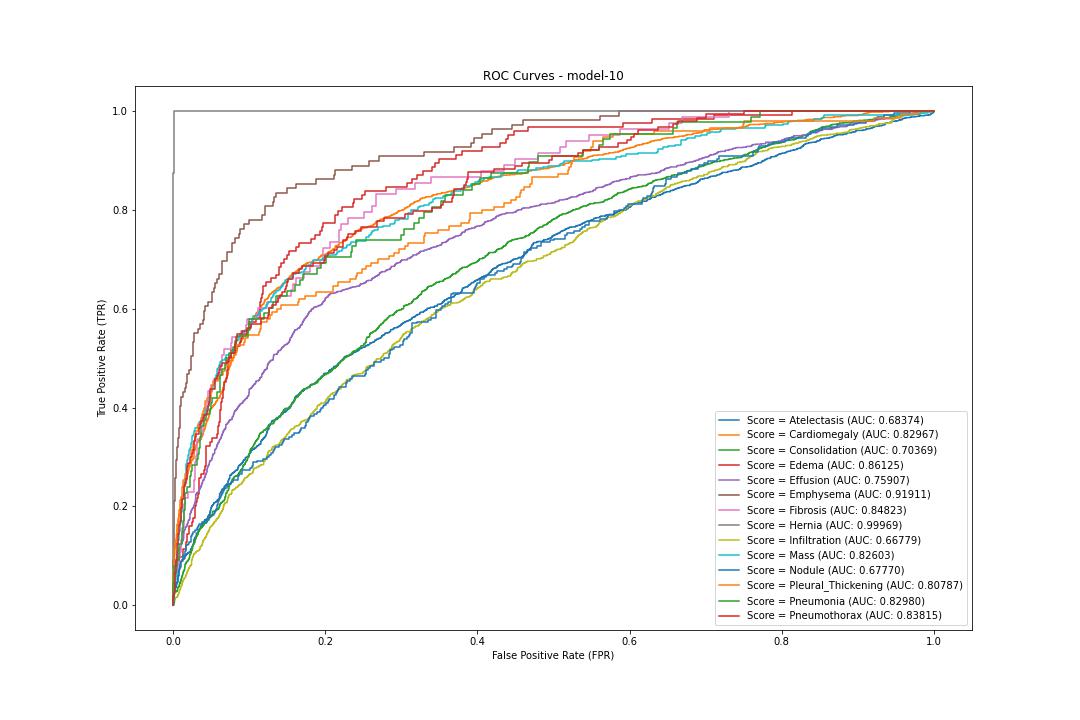 ROC Curves - model-10
1.0
0.8
0.6
0.4
0.2
0.0
True Positive Rate (TPR)
0.0 0.2 0.4 0.6 0.8 1.0
False Positive Rate (FPR)
Score = Atelectasis (AUC: 0.68374)
Score = Cardiomegaly (AUC: 0.82967)
Score = Consolidation (AUC: 0.70369)
Score = Edema (AUC: 0.86125)
Score = Effusion (AUC: 0.75907)
Score = Emphysema (AUC: 0.91911)
Score = Fibrosis (AUC: 0.84823)
Score = Hernia (AUC: 0.99969)
Score = Infiltration (AUC: 0.66779)
Score = Mass (AUC: 0.82603)
Score = Nodule (AUC: 0.67770)
Score = Pleural_Thickening (AUC: 0.80787)
Score = Pneumonia (AUC: 0.82980)
Score = Pneumothorax (AUC: 0.83815)